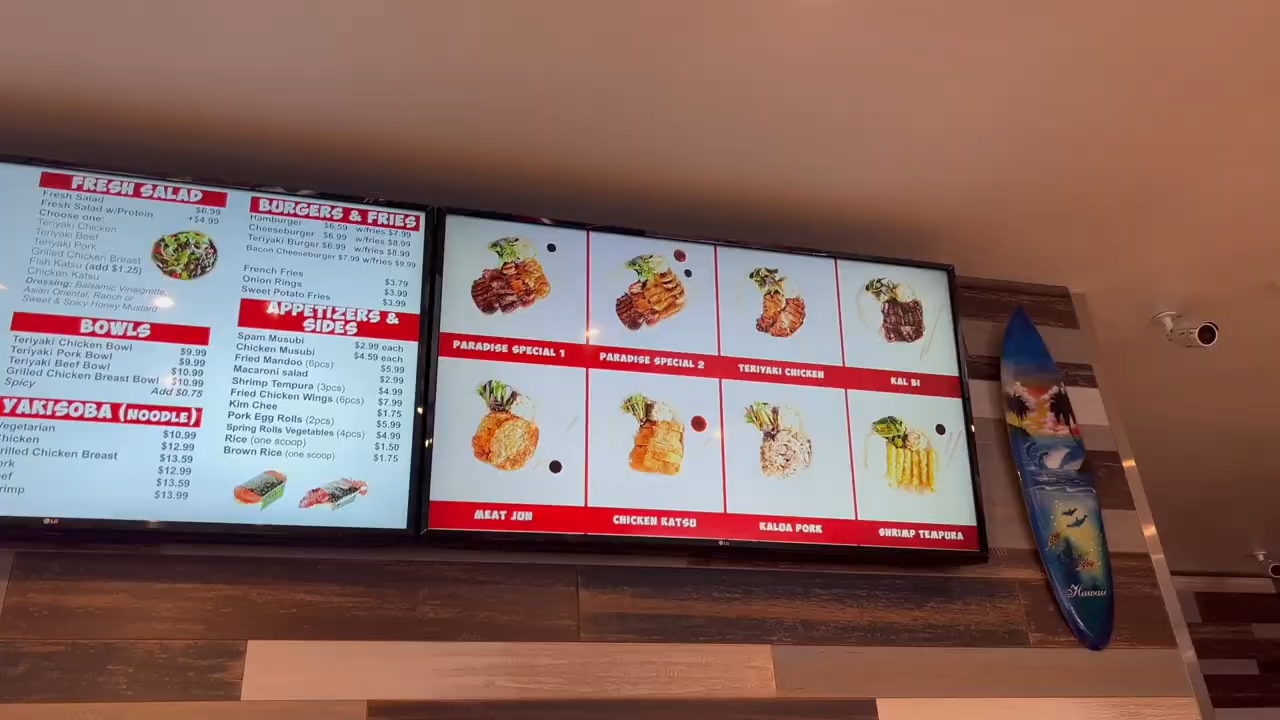 FRESH SALAD
Fresh Salad $6.99
Fresh Salad w/Protein +$4.99
Choose one:
Teriyaki Chicken
Teriyaki Beef
Teriyaki Pork
Grilled Chicken Breast
Fish Katsu (add $1.25)
Chicken Katsu
Dressing: Balsamic Vinaigrette,
Asian Oriental, Ranch or
Sweet & Spicy Honey Mustard
BOWLS
Teriyaki Chicken Bowl $9.99
Teriyaki Pork Bowl $9.99
Teriyaki Beef Bowl $10.99
Grilled Chicken Breast Bowl $10.99
Spicy Add $0.75
YAKISOBA (NOODLE)
Vegetarian $10.99
Chicken $12.99
Grilled Chicken Breast $13.59
ork $12.99
eef $13.59
rimp $13.99
BURGERS & FRIES
Hamburger $6.59 w/fries $7.99
Cheeseburger $6.99 w/fries $8.99
Teriyaki Burger $6.99 w/fries $8.99
Bacon Cheeseburger $7.99 w/fries $9.99
French Fries $3.79
Onion Rings $3.99
Sweet Potato Fries $3.99
APPETIZERS &
SIDES
Spam Musubi $2.99 each
Chicken Musubi $4.59 each
Fried Mandoo (6pcs) $5.99
Macaroni salad $2.99
Shrimp Tempura (3pcs) $4.99
Fried Chicken Wings (6pcs) $7.99
Kim Chee $1.75
Pork Egg Rolls (2pcs) $5.99
Spring Rolls Vegetables (4pcs) $4.99
Rice (one scoop) $1.50
Brown Rice (one scoop) $1.75
LG
PARADISE SPECIAL 1
PARADISE SPECIAL 2
TERIYAKI CHICKEN
KAL BI
MEAT JUN
CHICKEN KATSU
KALUA PORK
SHRIMP TEMPURA
LG
Hawaii